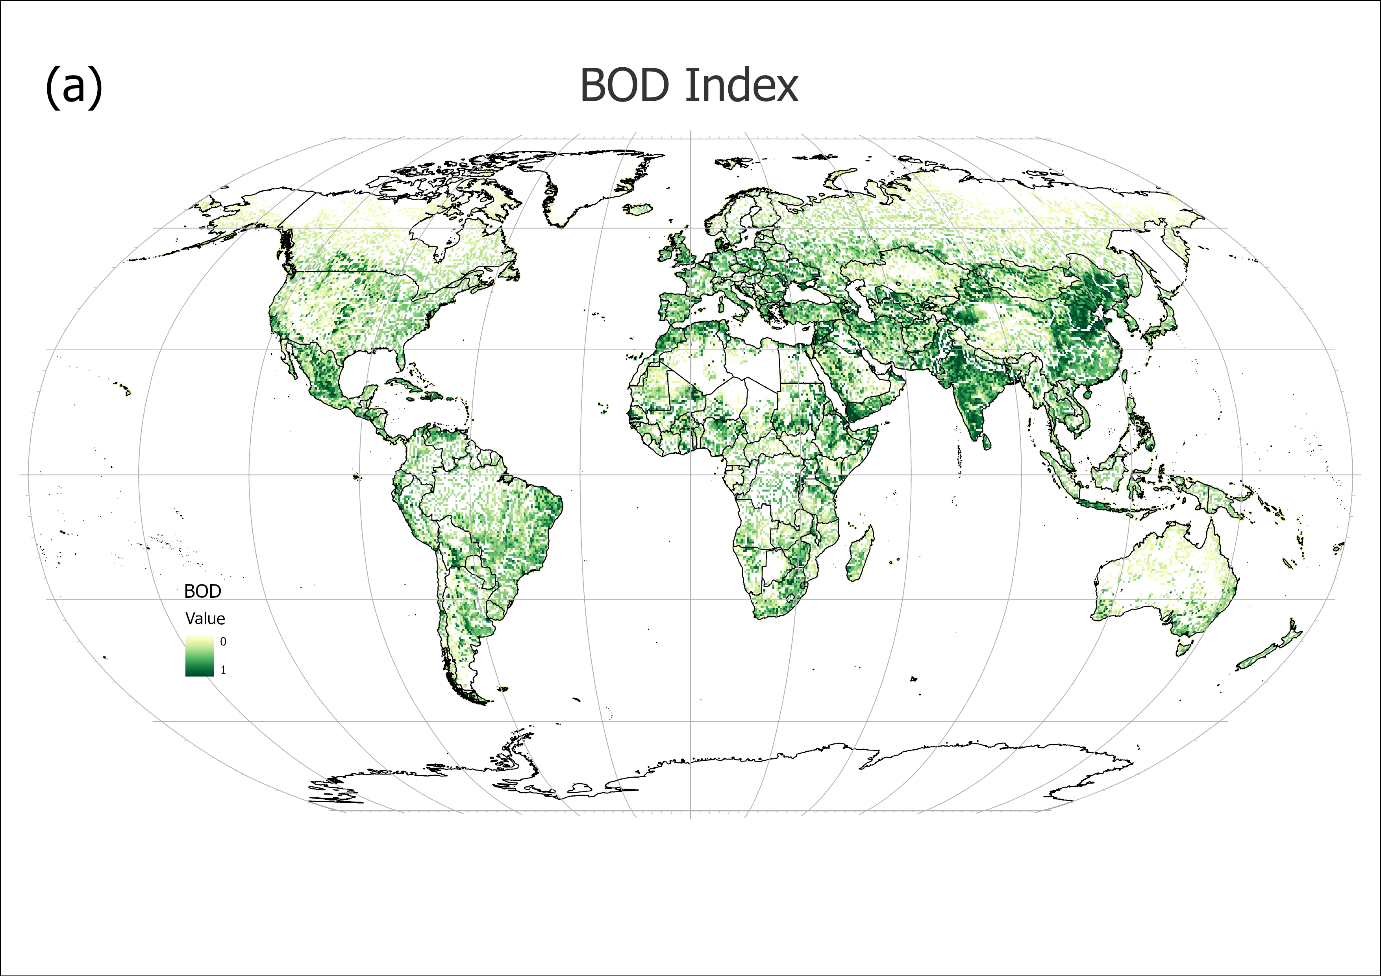 (a)
BOD Index
BOD
Value
0
1